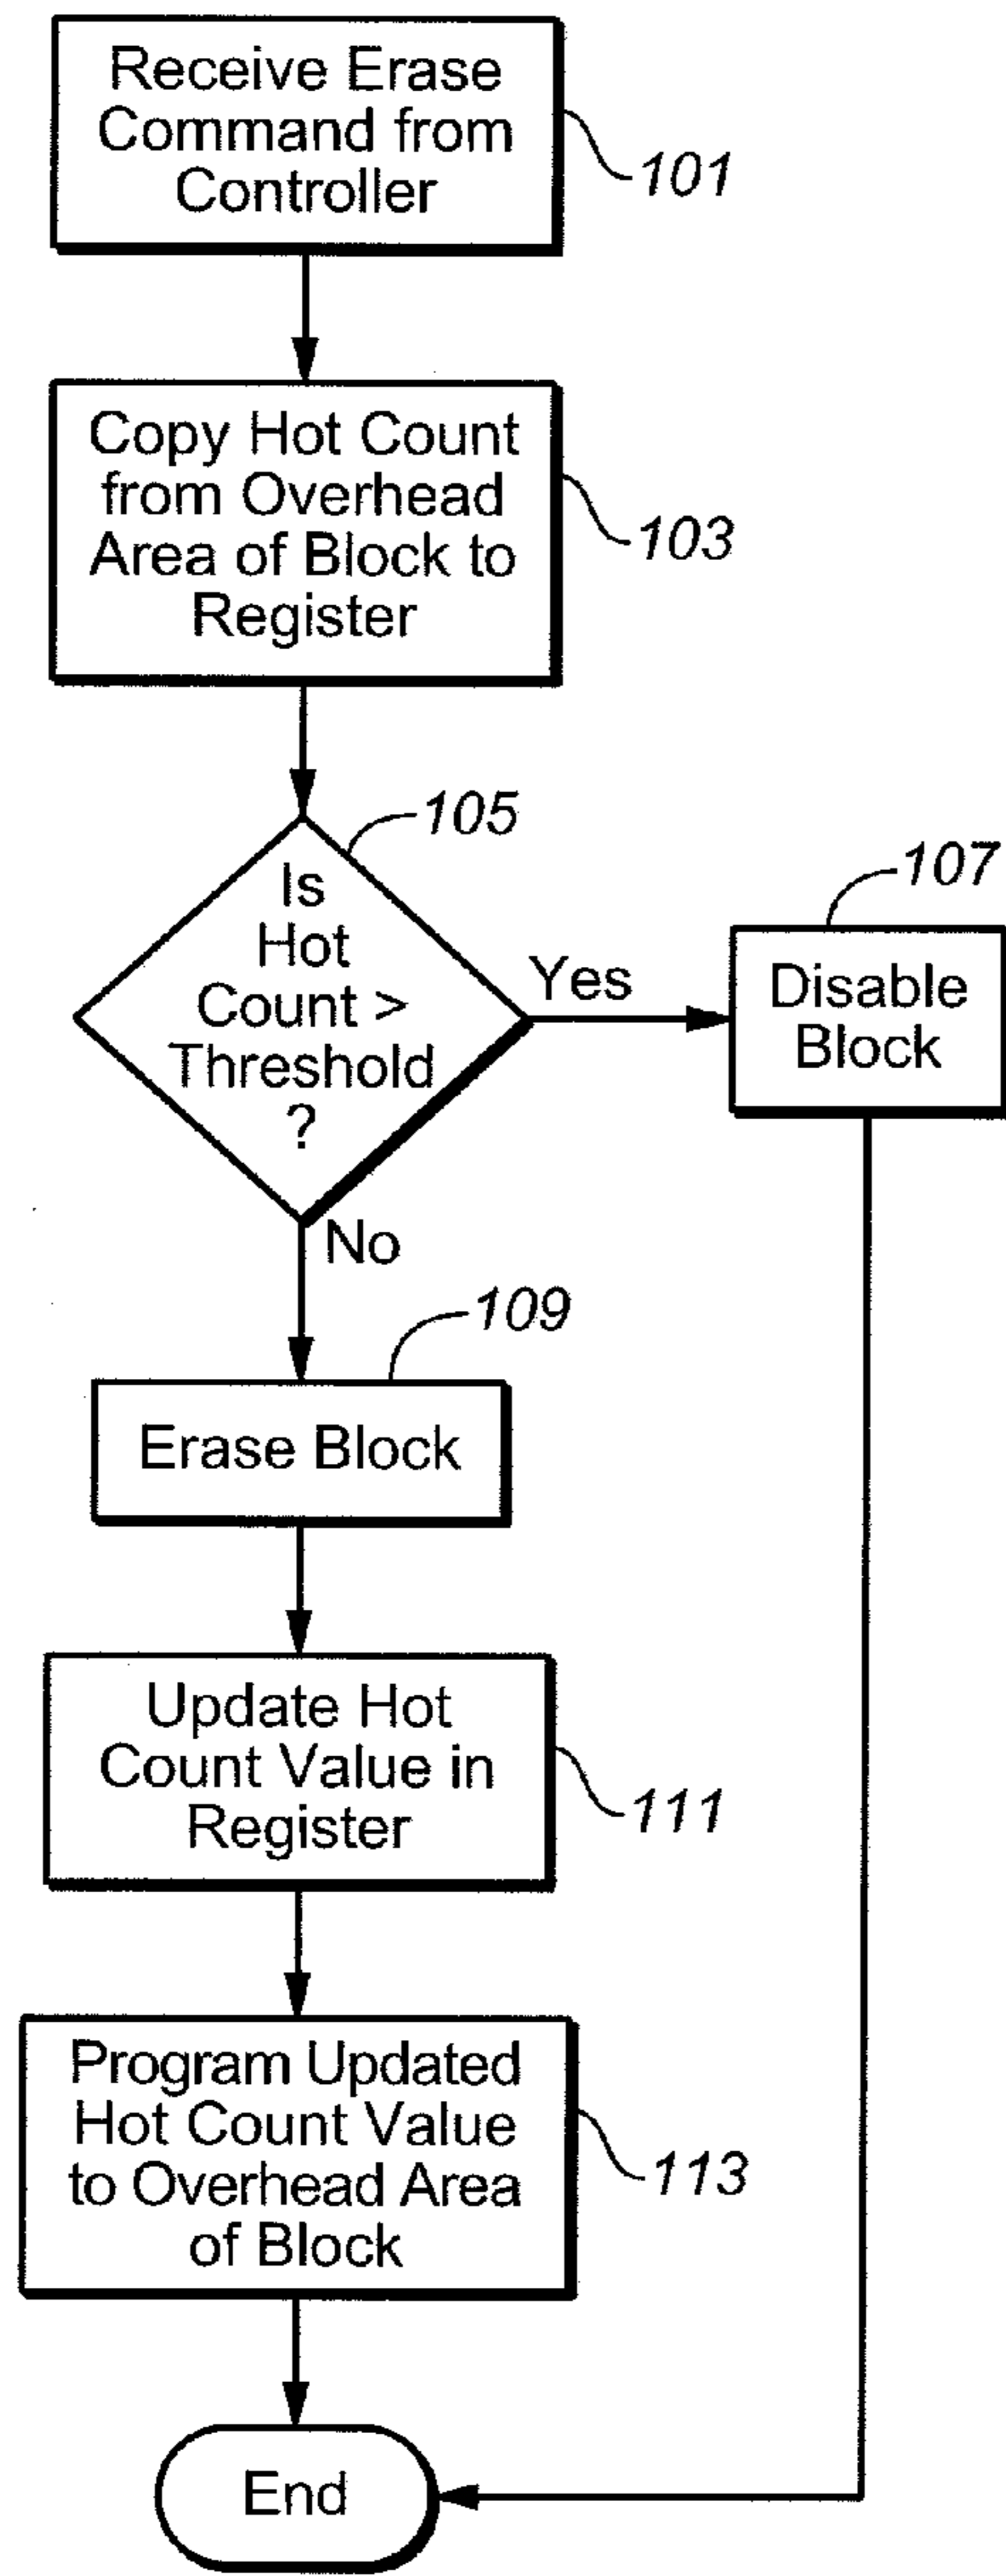 Receive Erase
Command from
Controller
101
Copy Hot Count
from Overhead
Area of Block to
Register
103
105
Is
Hot
Count >
Threshold
?
Yes
107
Disable
Block
No
109
Erase Block
Update Hot
Count Value in
Register
111
Program Updated
Hot Count Value
to Overhead Area
of Block
113
End